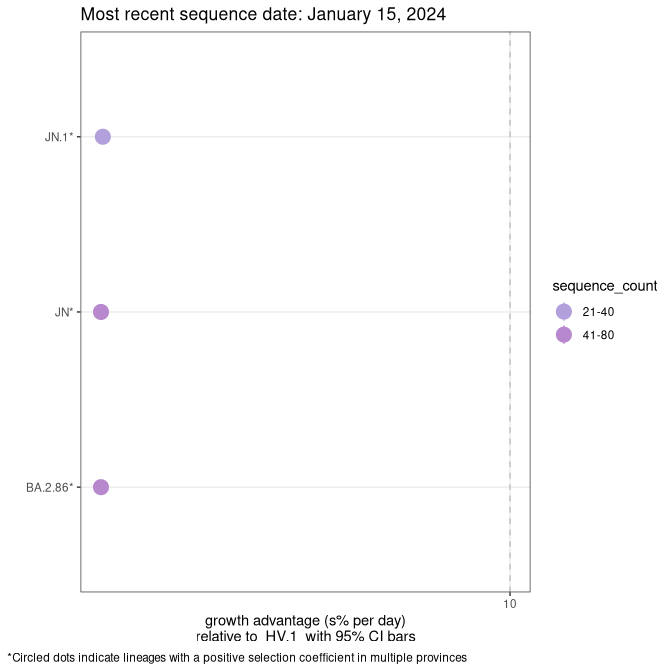 Most recent sequence date: January 15, 2024
JN.1*
JN*
BA.2.86*
sequence_count
21-40
41-80
10
growth advantage (s% per day)
relative to  HV.1  with 95% CI bars
*Circled dots indicate lineages with a positive selection coefficient in multiple provinces